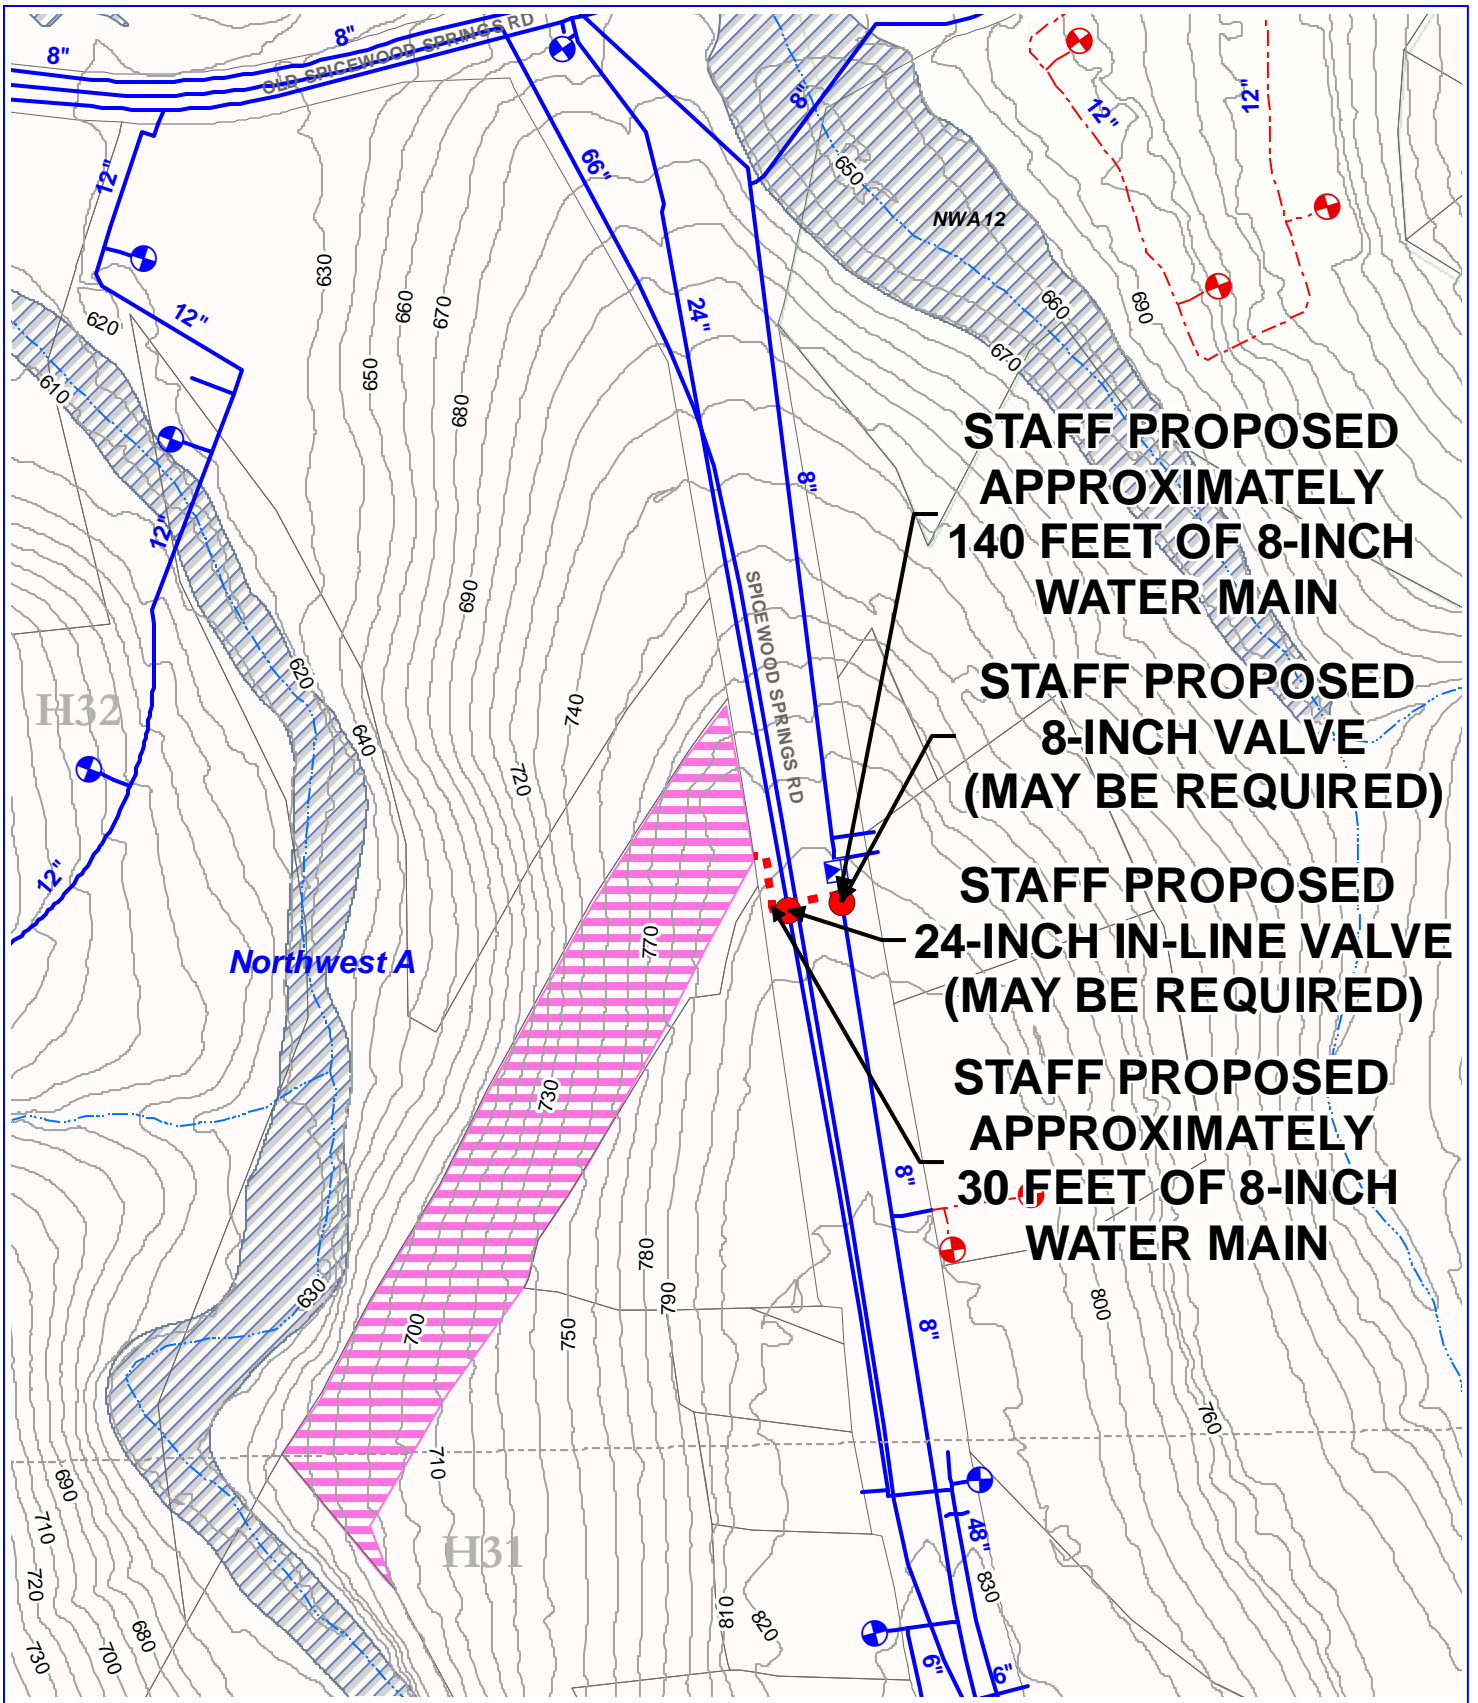 8"
8"
OLD SPICEWOOD SPRINGS RD
8"
12"
12"
66"
12"
650
NWA12
630
660
670
24"
12"
620
660
690
650
670
610
680
STAFF PROPOSED
APPROXIMATELY
140 FEET OF 8-INCH
WATER MAIN
8"
12"
690
SPICEWOOD SPRINGS RD
620
H32
640
740
720
STAFF PROPOSED
8-INCH VALVE
(MAY BE REQUIRED)
12"
STAFF PROPOSED
24-INCH IN-LINE VALVE
(MAY BE REQUIRED)
770
Northwest A
730
STAFF PROPOSED
APPROXIMATELY
30 FEET OF 8-INCH
WATER MAIN
8"
780
630
790
800
700
750
8"
760
710
690
710
48"
H31
720
830
810
820
680
730
700
6"
6"